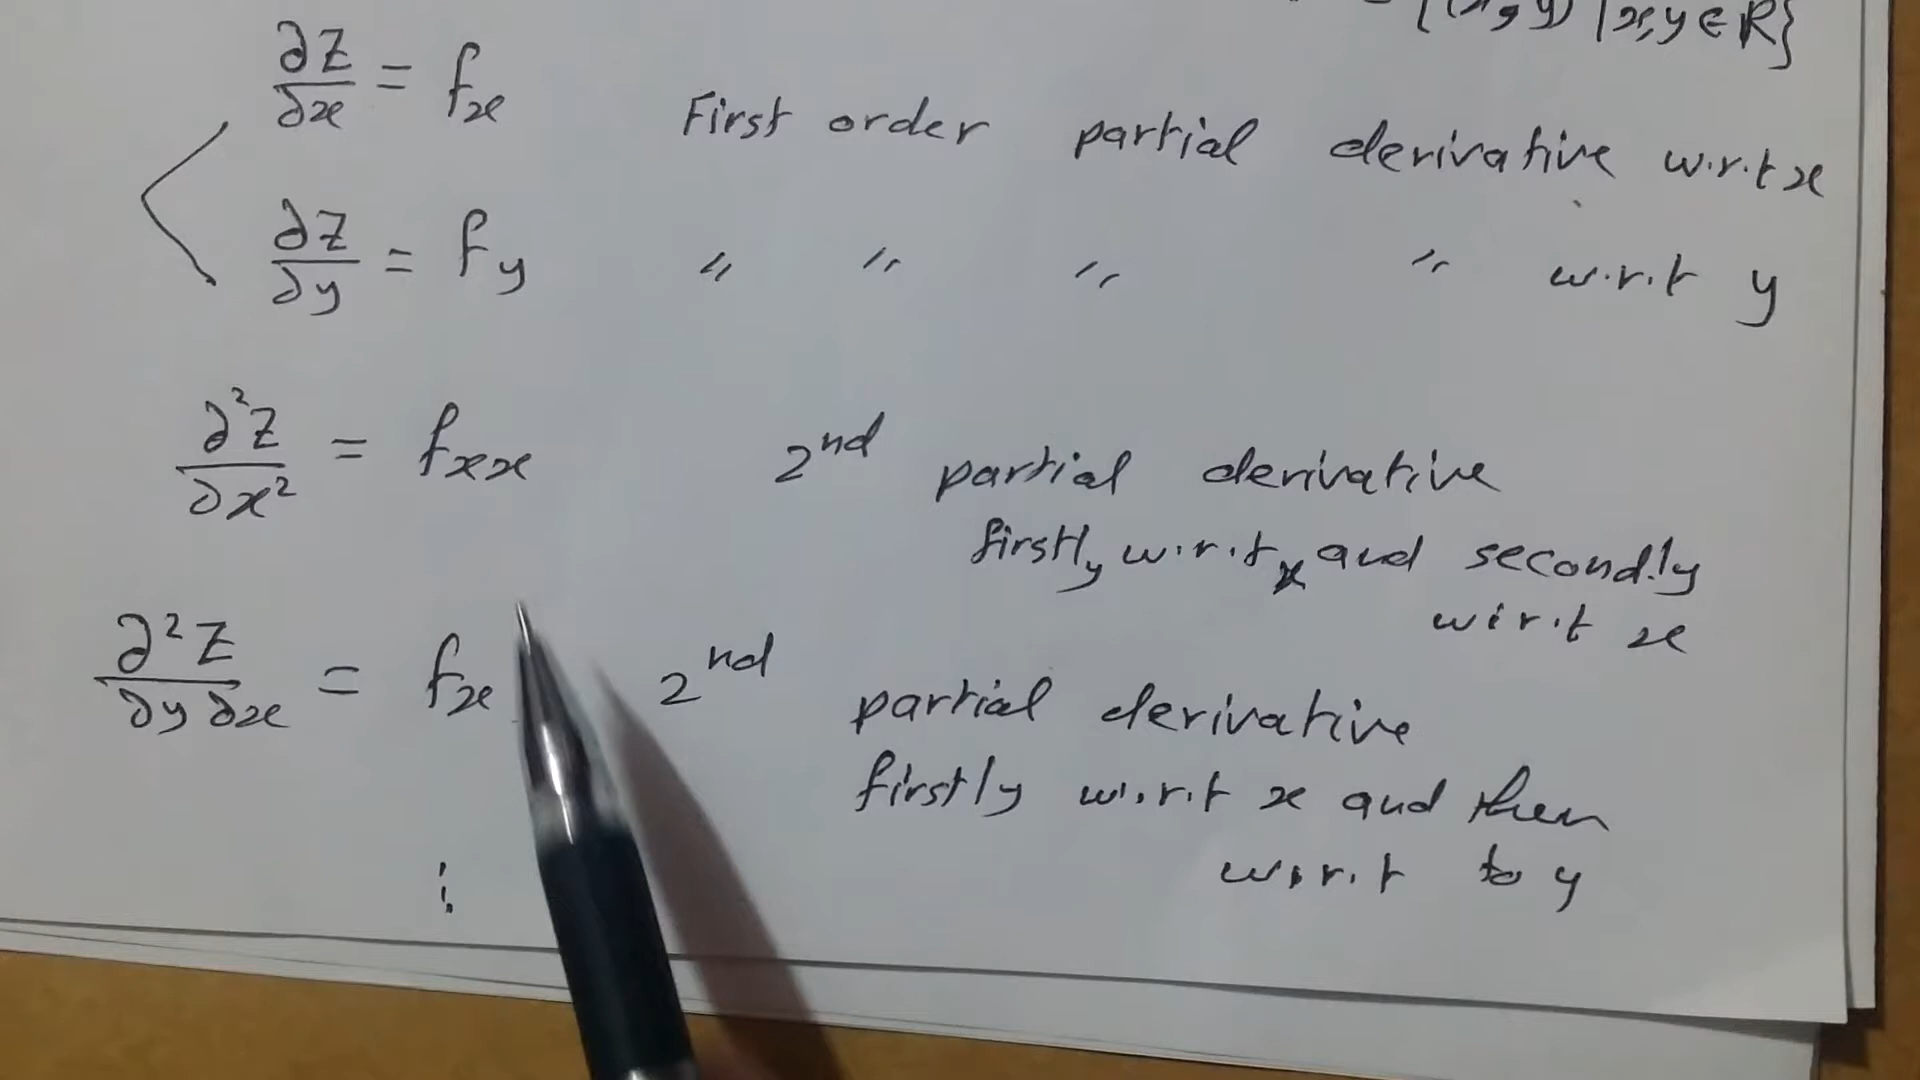 = {(x, y) | x, y ∈ R}
∂z/∂x = fx First order partial derivative w.r.t x
∂z/∂y = fy " " " " w.r.t y
∂²z/∂x² = fxx 2nd partial derivative
firstly w.r.t x and secondly
w.r.t x
∂²z/∂y∂x = fx 2nd partial derivative
firstly w.r.t x and then
w.r.t to y
⋮